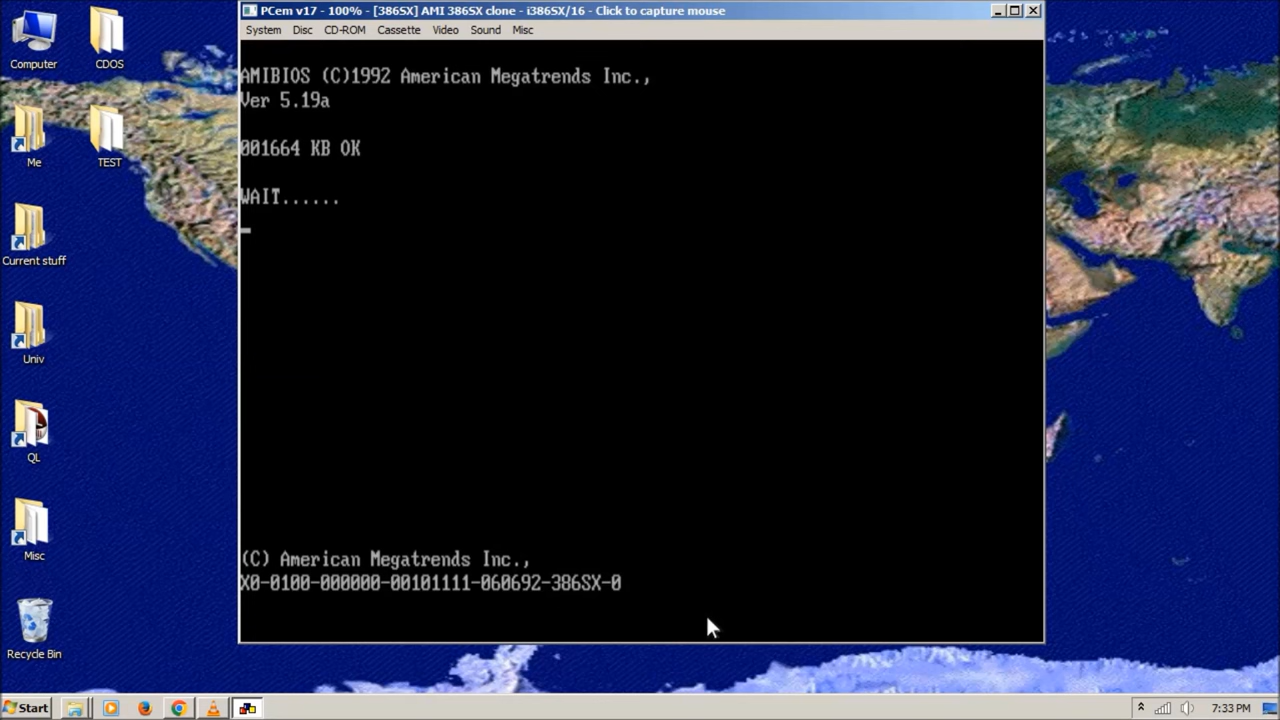 PCem v17 - 100% - [386SX] AMI 386SX clone - i386SX/16 - Click to capture mouse
System Disc CD-ROM Cassette Video Sound Misc
AMIBIOS (C)1992 American Megatrends Inc.,
Ver 5.19a
001664 KB OK
WAIT......
(C) American Megatrends Inc.,
X0-0100-000000-00101111-060692-386SX-0
Computer
CDOS
Me
TEST
Current stuff
Univ
QL
Misc
Recycle Bin
Start
7:33 PM